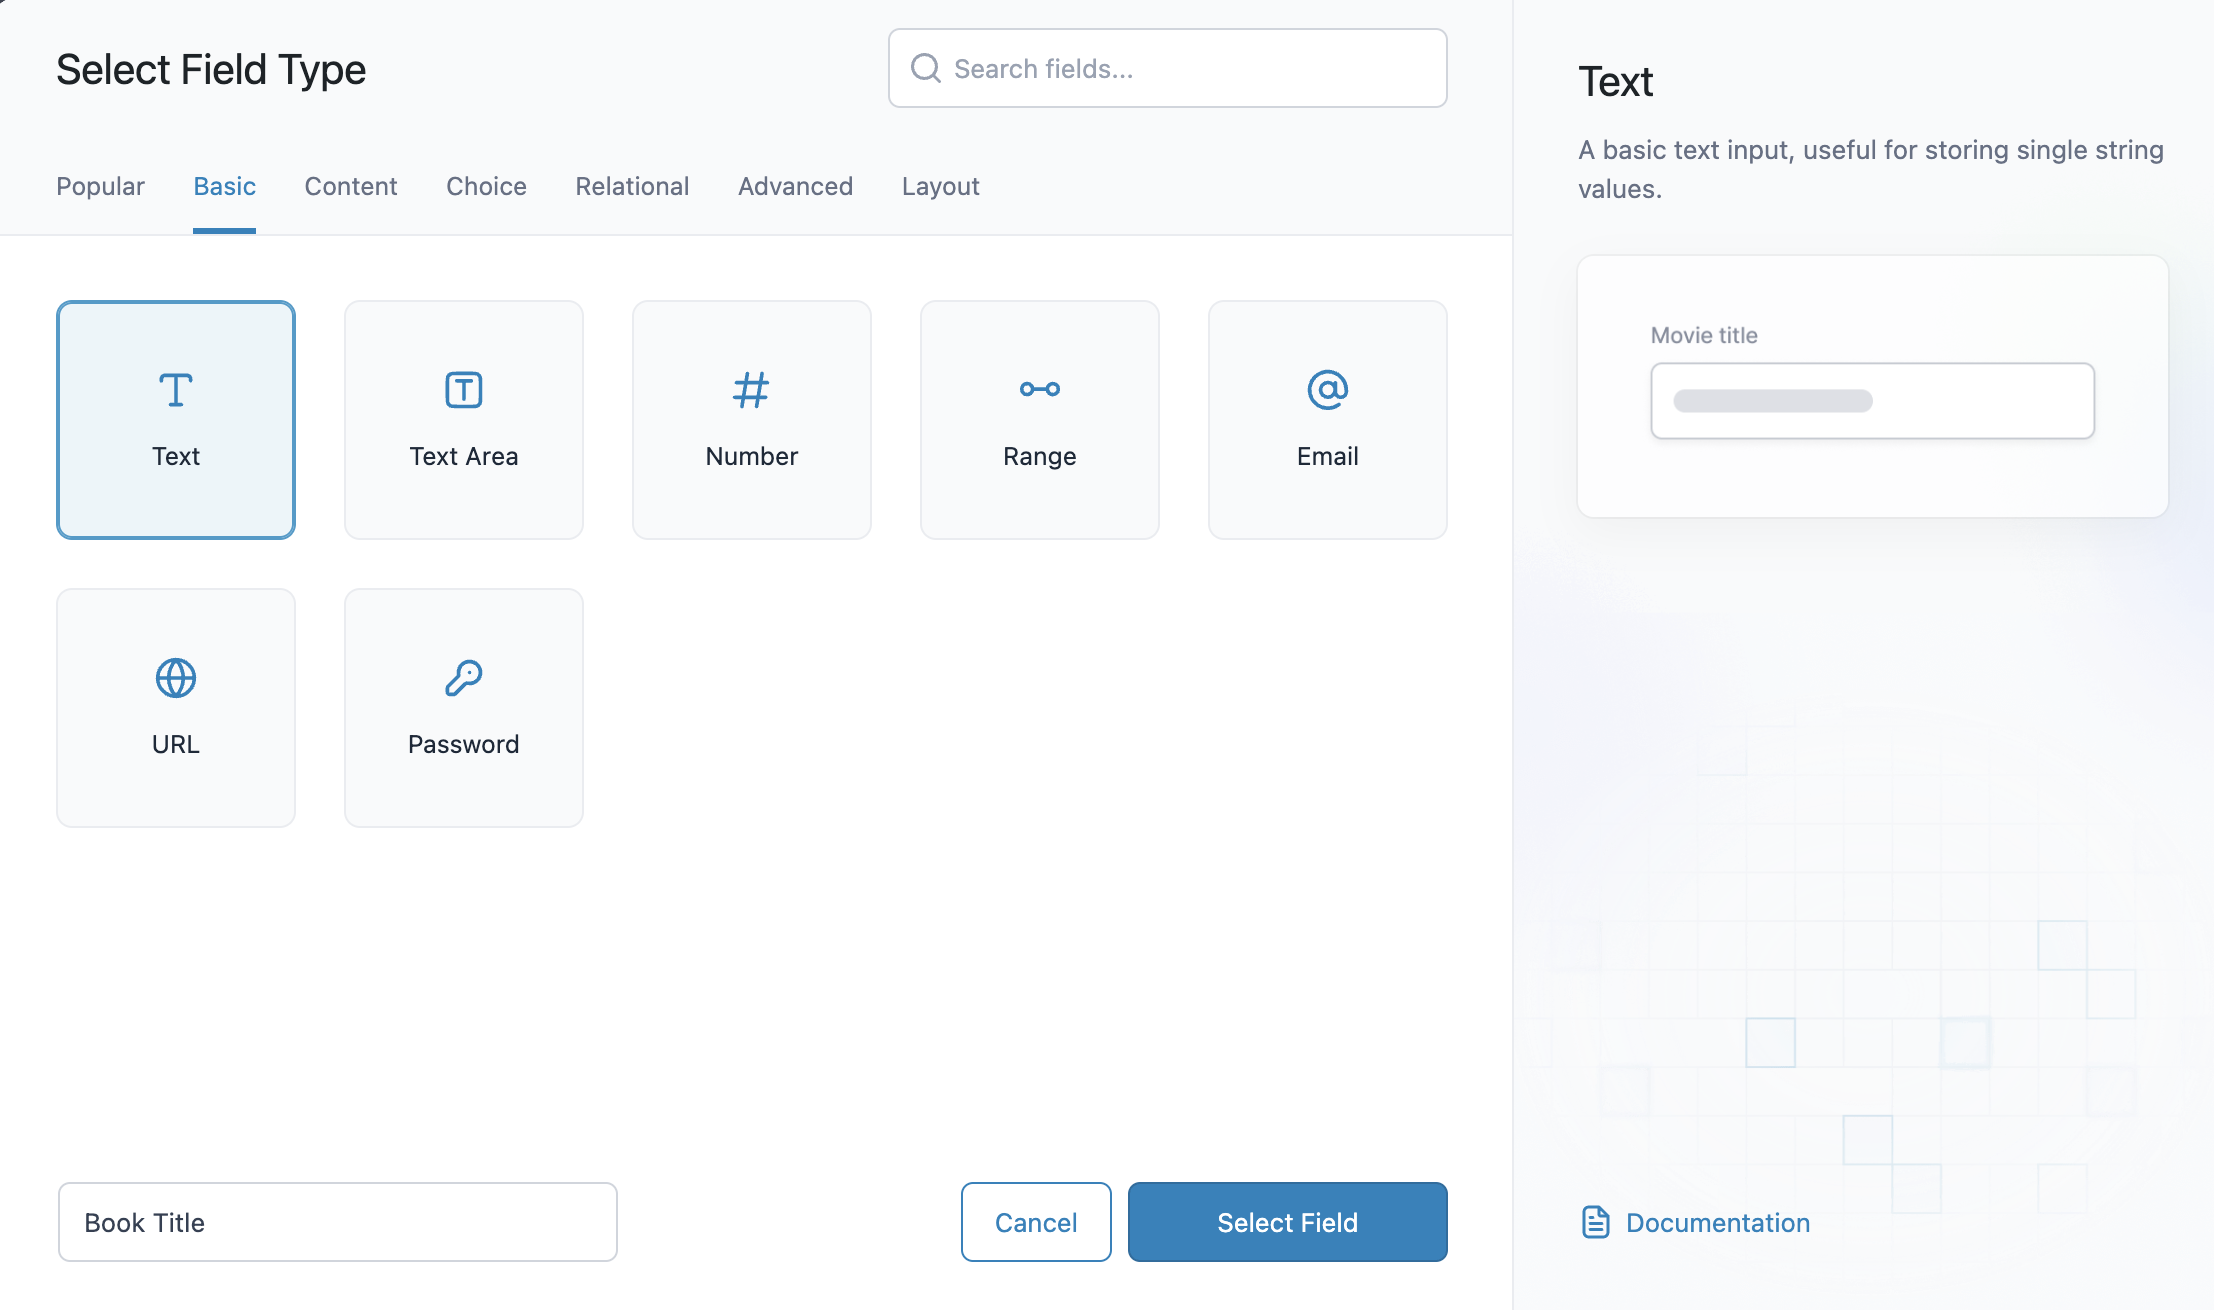 Select Field Type
Search fields...
Popular
Basic
Content
Choice
Relational
Advanced
Layout
Text
Text Area
Number
Range
Email
URL
Password
Book Title
Cancel
Select Field
Text
A basic text input, useful for storing single string
values.
Movie title
Documentation